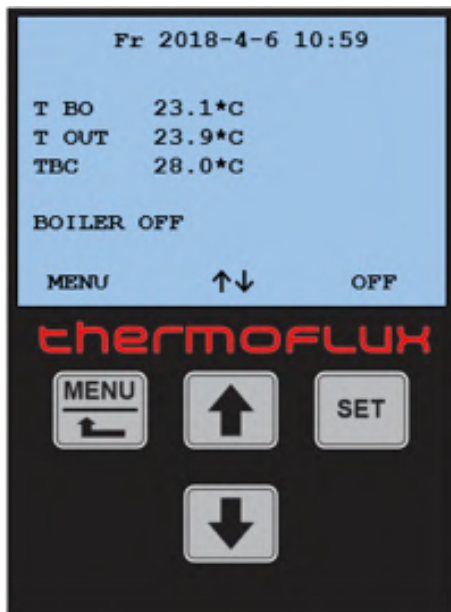 Fr 2018-4-6 10:59
T BO 23.1*C
T OUT 23.9*C
TBC 28.0*C
BOILER OFF
MENU ↑↓ OFF
thermoflux
MENU
SET